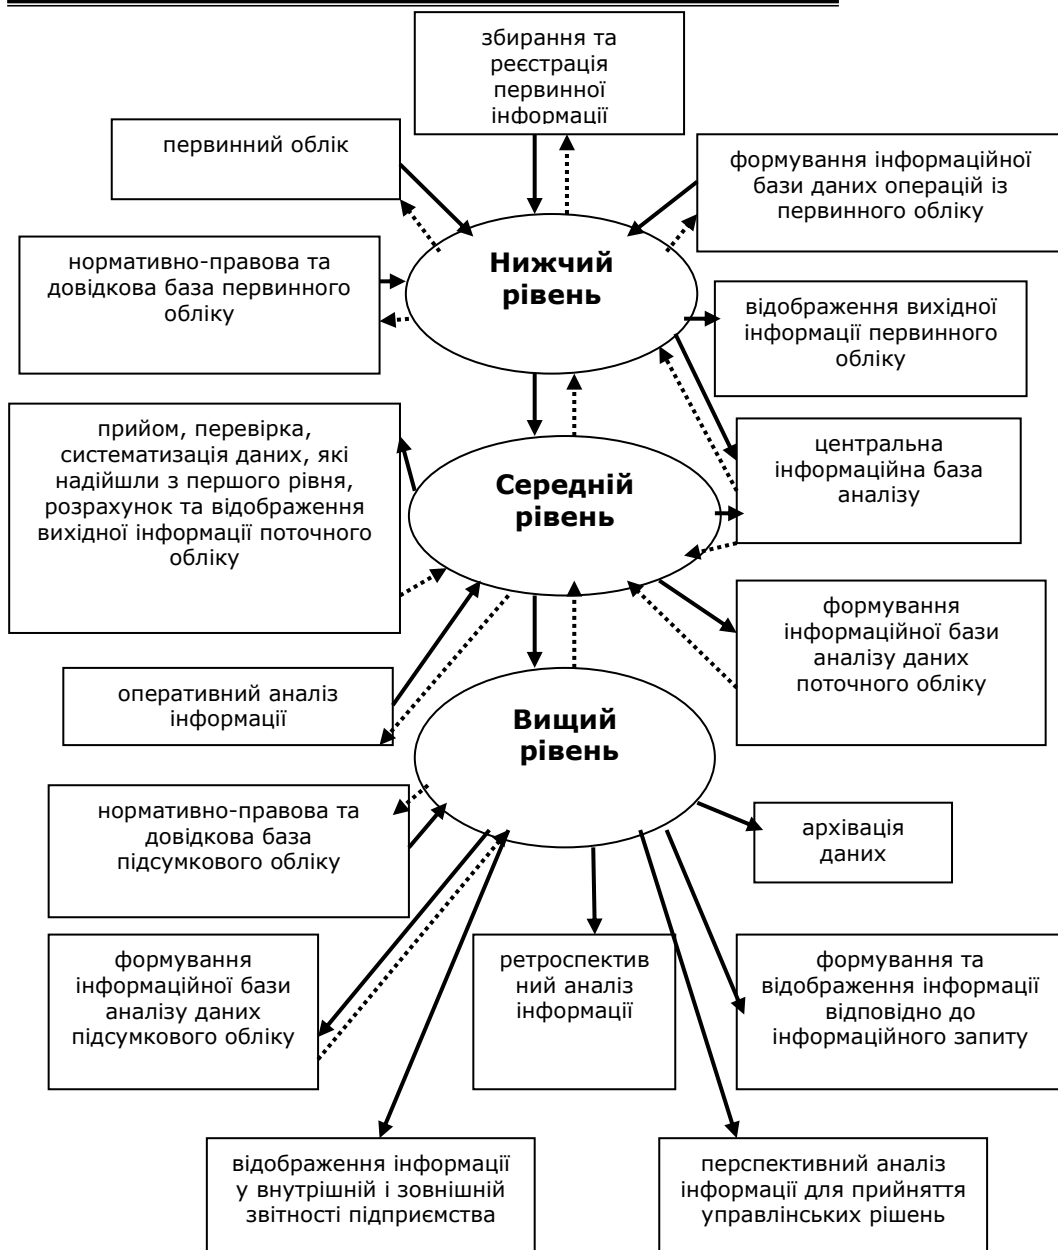 збирання та
реєстрація
первинної
інформації
первинний облік
формування інформаційної
бази даних операцій із
первинного обліку
Нижчий
рівень
нормативно-правова та
довідкова база первинного
обліку
відображення вихідної
інформації первинного
обліку
прийом, перевірка,
систематизація даних, які
надійшли з першого рівня,
розрахунок та відображення
вихідної інформації поточного
обліку
центральна
інформаційна база
аналізу
Середній
рівень
формування
інформаційної бази
аналізу даних
поточного обліку
оперативний аналіз
інформації
Вищий
рівень
нормативно-правова та
довідкова база
підсумкового обліку
архівація
даних
формування
інформаційної бази
аналізу даних
підсумкового обліку
ретроспектив
ний аналіз
інформації
формування та
відображення інформації
відповідно до
інформаційного запиту
відображення інформації
у внутрішній і зовнішній
звітності підприємства
перспективний аналіз
інформації для прийняття
управлінських рішень